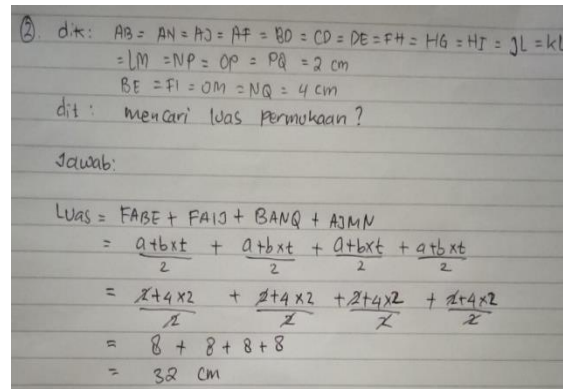 ② dik: AB = AN = AJ = AF = BD = CD = DE = FH = HG = HI = JL = KL
= LM = NP = OP = PQ = 2 cm
BE = FI = OM = NQ = 4 cm
dit : mencari luas permukaan?
Jawab:
Luas = FABE + FAIJ + BANQ + AJMN
= a+b×t/2 + a+b×t/2 + a+b×t/2 + a+b×t/2
= 2+4×2/2 + 2+4×2/2 + 2+4×2/2 + 2+4×2/2
= 8 + 8 + 8 + 8
= 32 cm